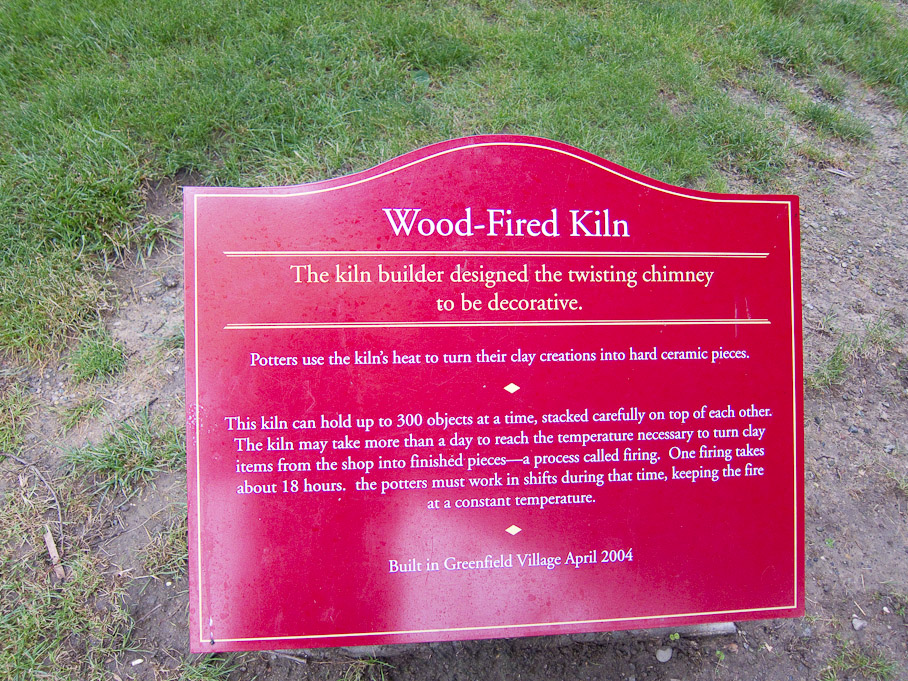 Wood-Fired Kiln
The kiln builder designed the twisting chimney
to be decorative.
Potters use the kiln's heat to turn their clay creations into hard ceramic pieces.
This kiln can hold up to 300 objects at a time, stacked carefully on top of each other.
The kiln may take more than a day to reach the temperature necessary to turn clay
items from the shop into finished pieces—a process called firing.  One firing takes
about 18 hours.  the potters must work in shifts during that time, keeping the fire
at a constant temperature.
Built in Greenfield Village April 2004